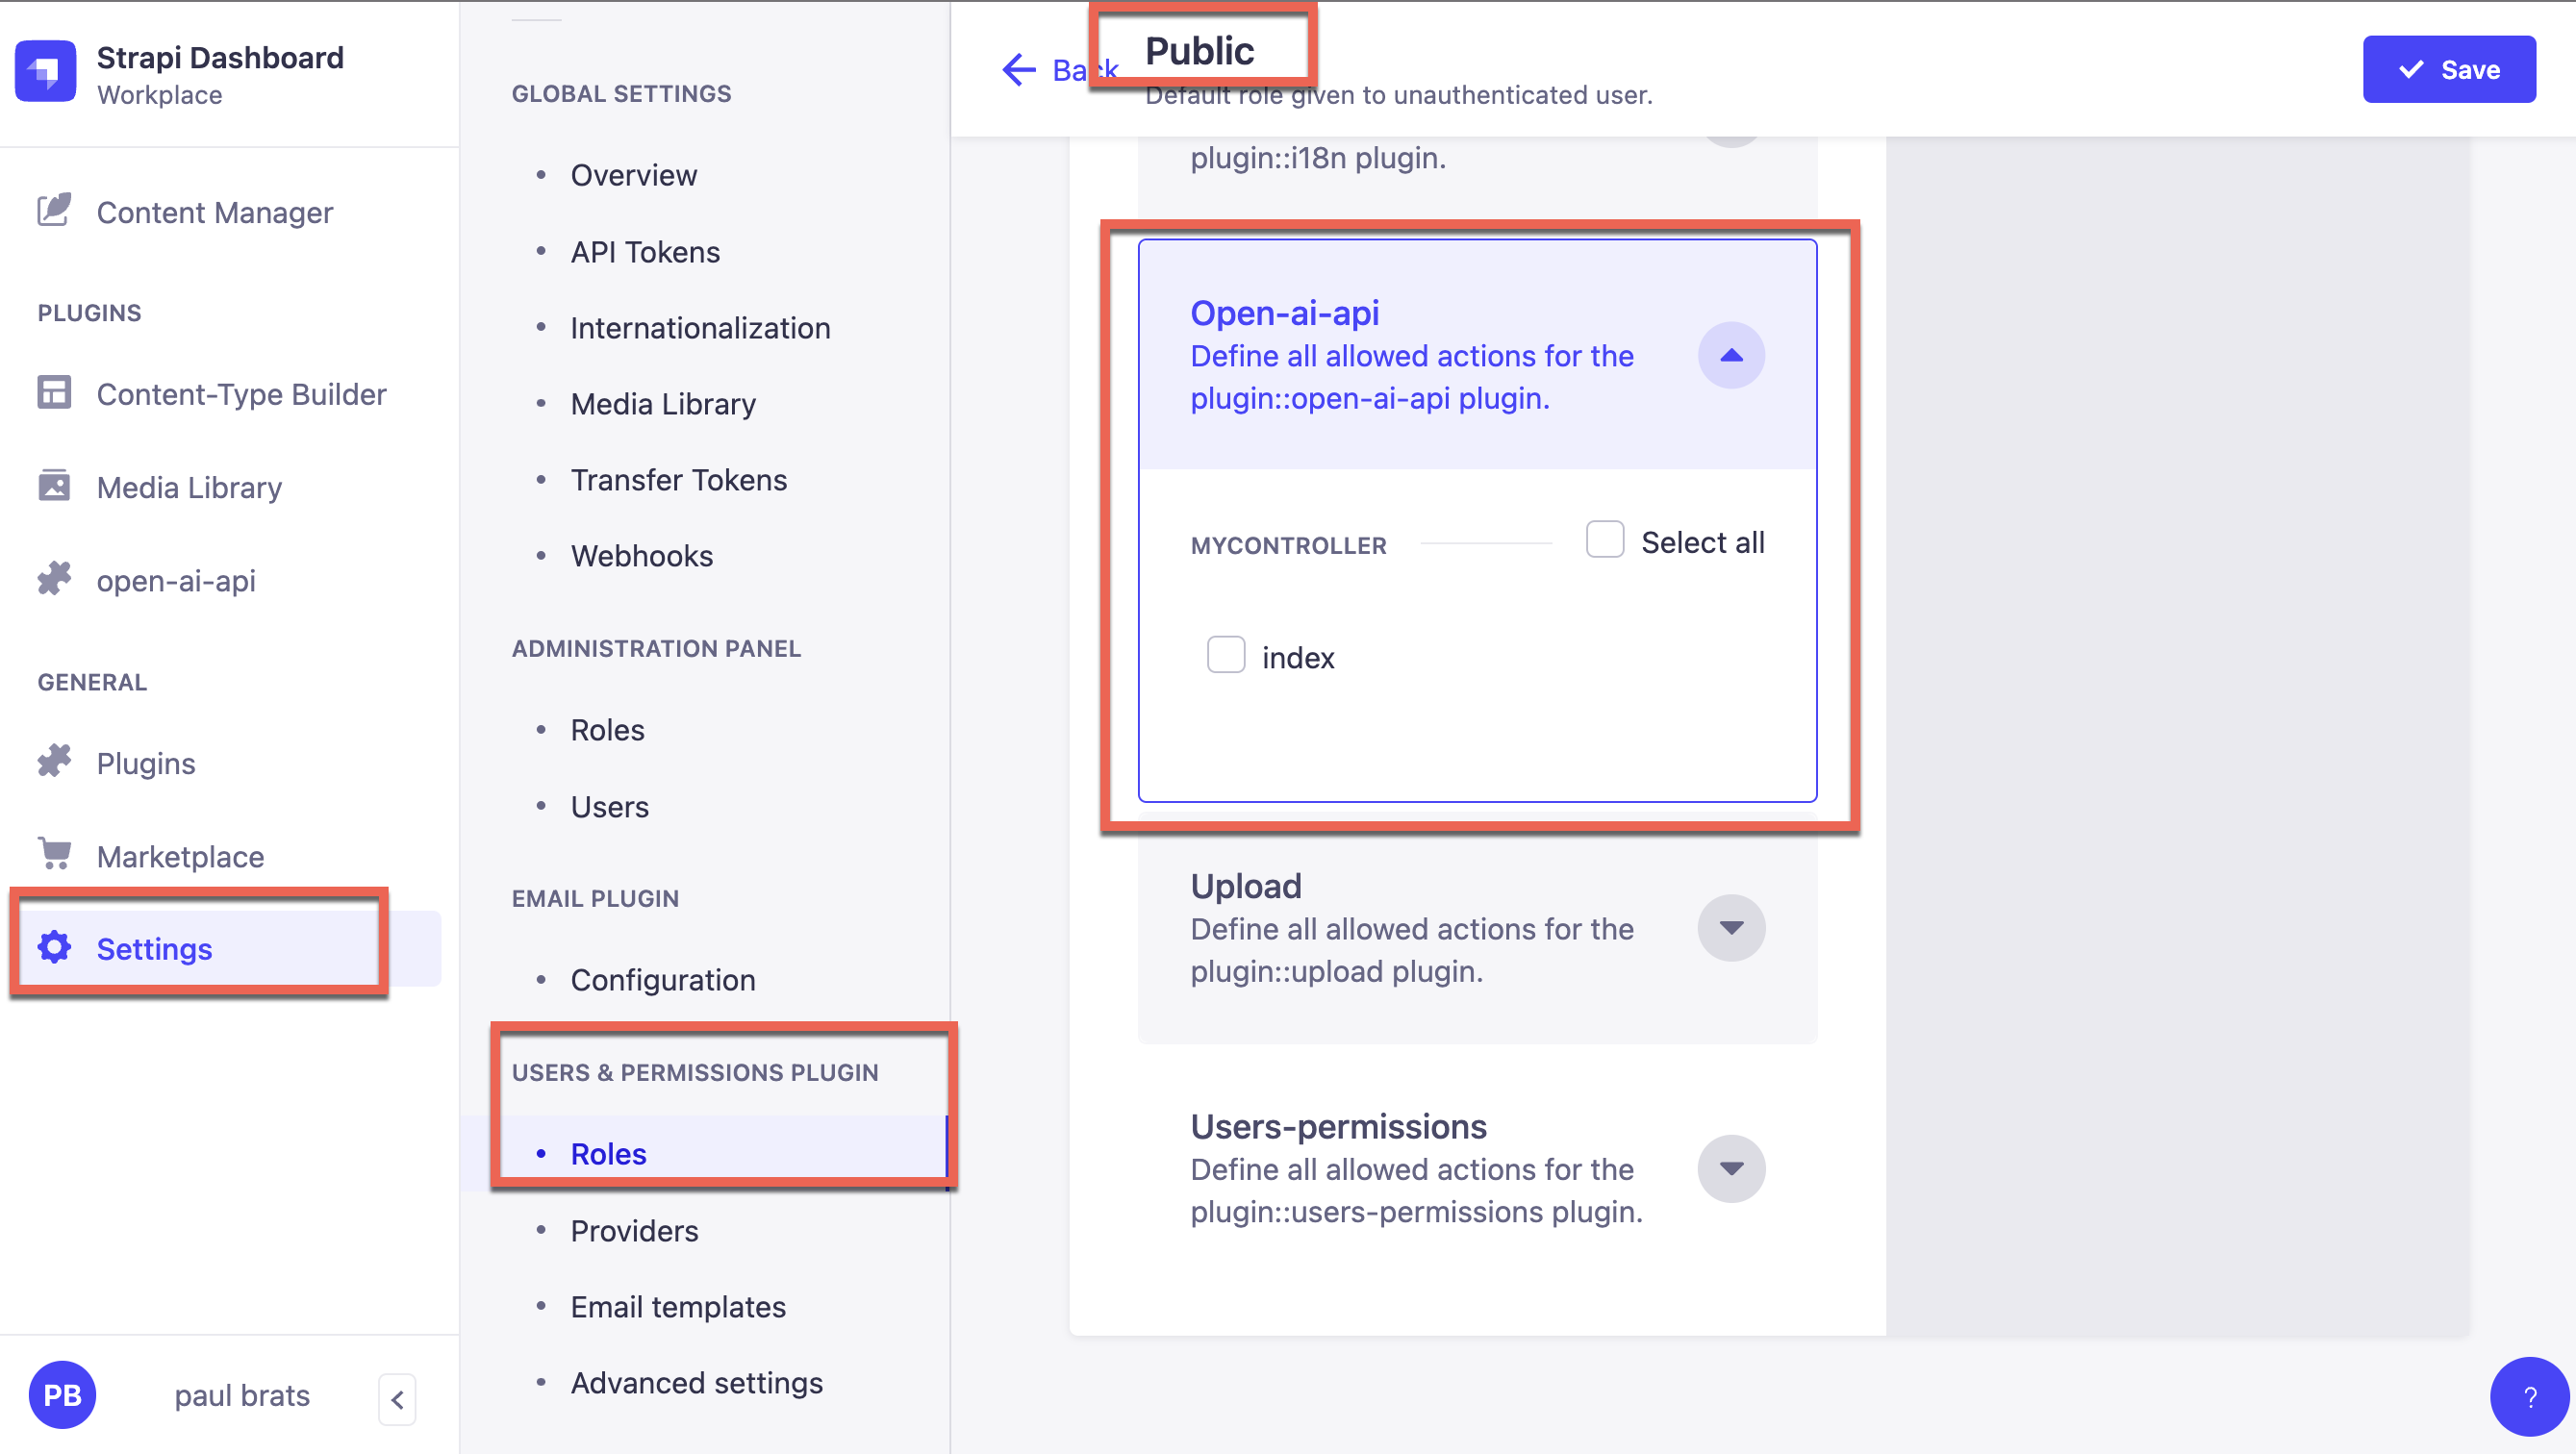 Strapi Dashboard
Workplace
Content Manager
PLUGINS
Content-Type Builder
Media Library
open-ai-api
GENERAL
Plugins
Marketplace
Settings
PB
paul brats
GLOBAL SETTINGS
Overview
API Tokens
Internationalization
Media Library
Transfer Tokens
Webhooks
ADMINISTRATION PANEL
Roles
Users
EMAIL PLUGIN
Configuration
USERS & PERMISSIONS PLUGIN
Roles
Providers
Email templates
Advanced settings
Back
Public
Default role given to unauthenticated user.
Save
plugin::i18n plugin.
Open-ai-api
Define all allowed actions for the
plugin::open-ai-api plugin.
MYCONTROLLER
Select all
index
Upload
Define all allowed actions for the
plugin::upload plugin.
Users-permissions
Define all allowed actions for the
plugin::users-permissions plugin.
?